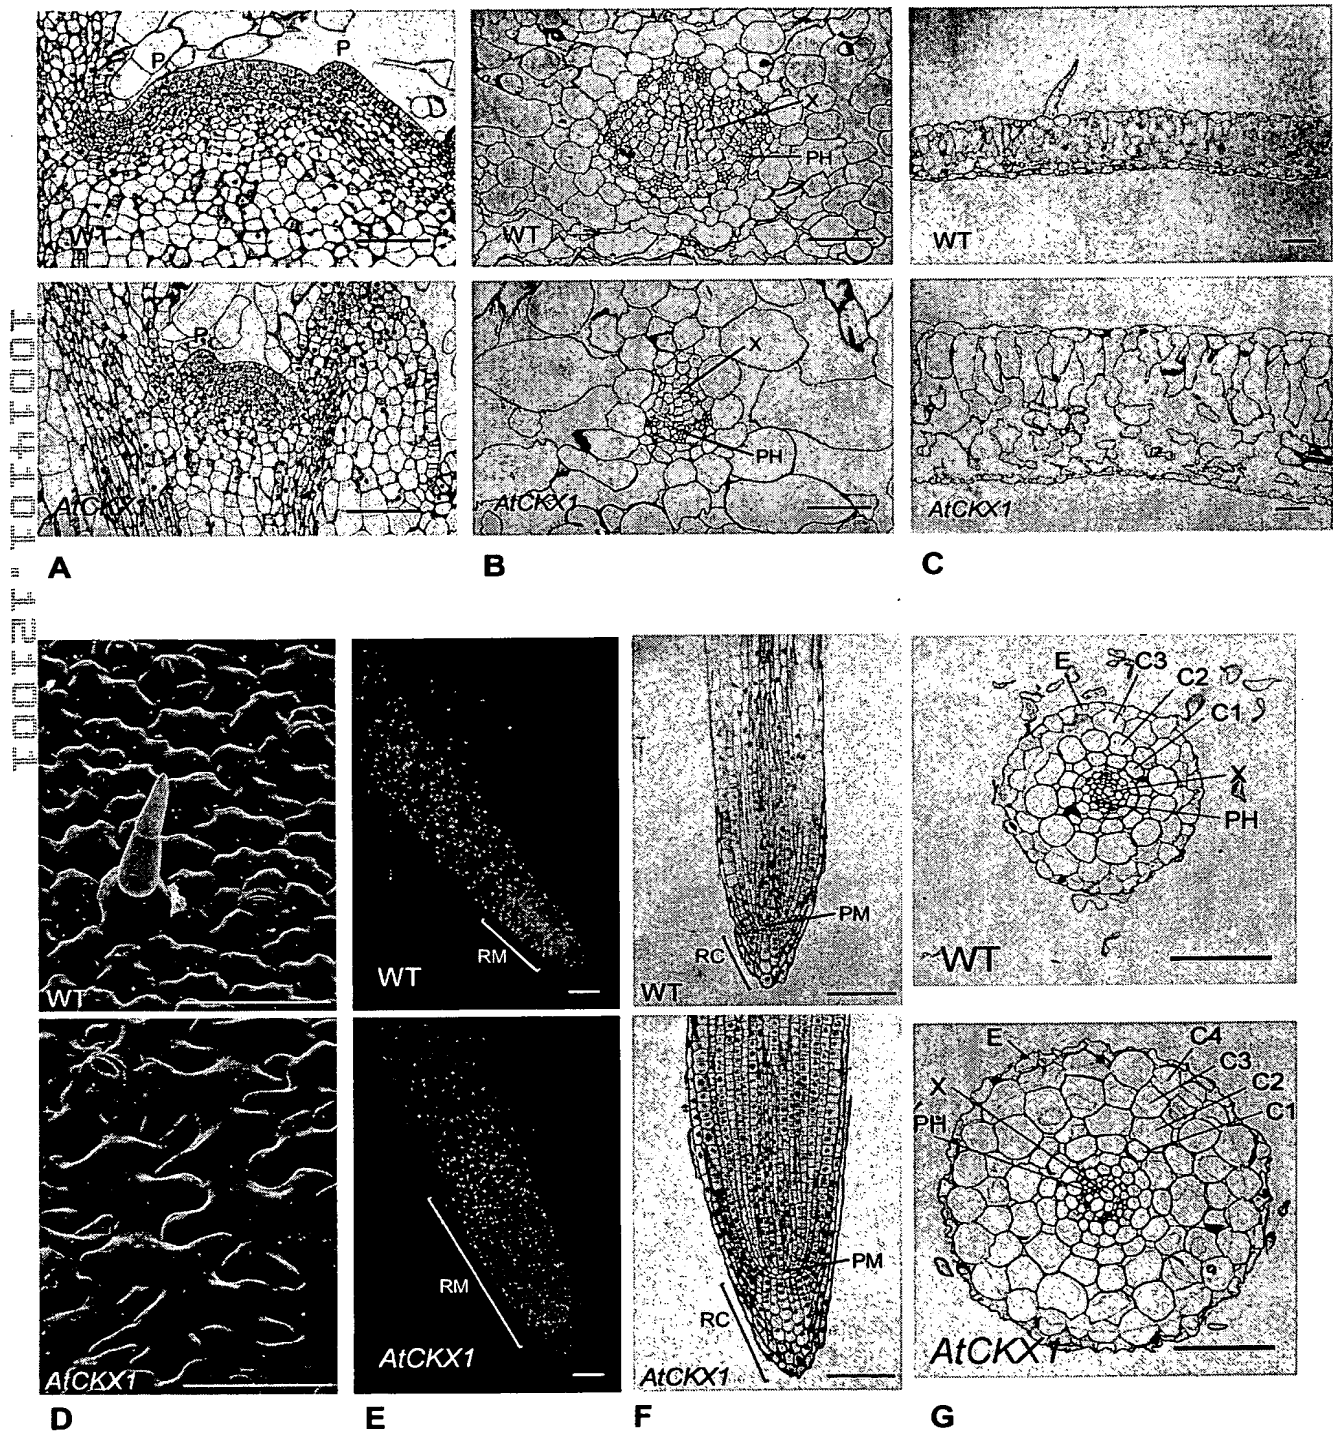 P
P
WT
X
PH
WT
WT
P
AtCKX1
X
PH
AtCKX1
AtCKX1
A
B
C
WT
RM
WT
PM
RC
WT
E
C3
C2
C1
X
PH
WT
AtCKX1
RM
AtCKX1
PM
RC
AtCKX1
E
C4
C3
C2
C1
X
PH
AtCKX1
D
E
F
G